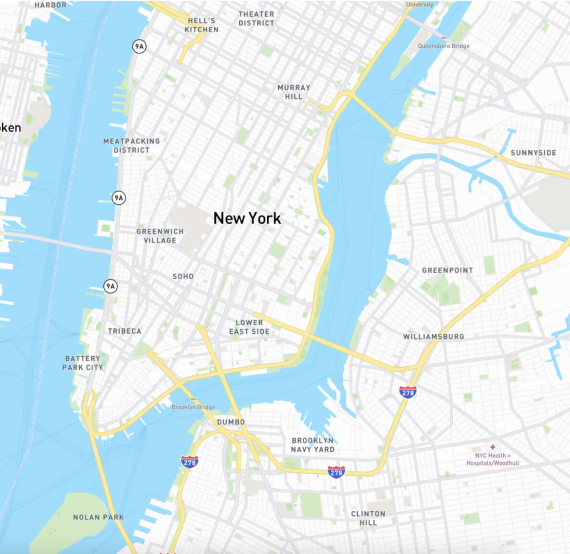 HARBOR
University
THEATER
DISTRICT
HELL'S
KITCHEN
9A
Queensboro Bridge
MURRAY
HILL
ken
MEATPACKING
DISTRICT
SUNNYSIDE
9A
New York
GREENWICH
VILLAGE
GREENPOINT
SOHO
9A
LOWER
EAST SIDE
TRIBECA
WILLIAMSBURG
BATTERY
PARK CITY
278
Brooklyn Bridge
DUMBO
BROOKLYN
NAVY YARD
NYC Health +
Hospitals/Woodhull
278
278
NOLAN PARK
CLINTON
HILL